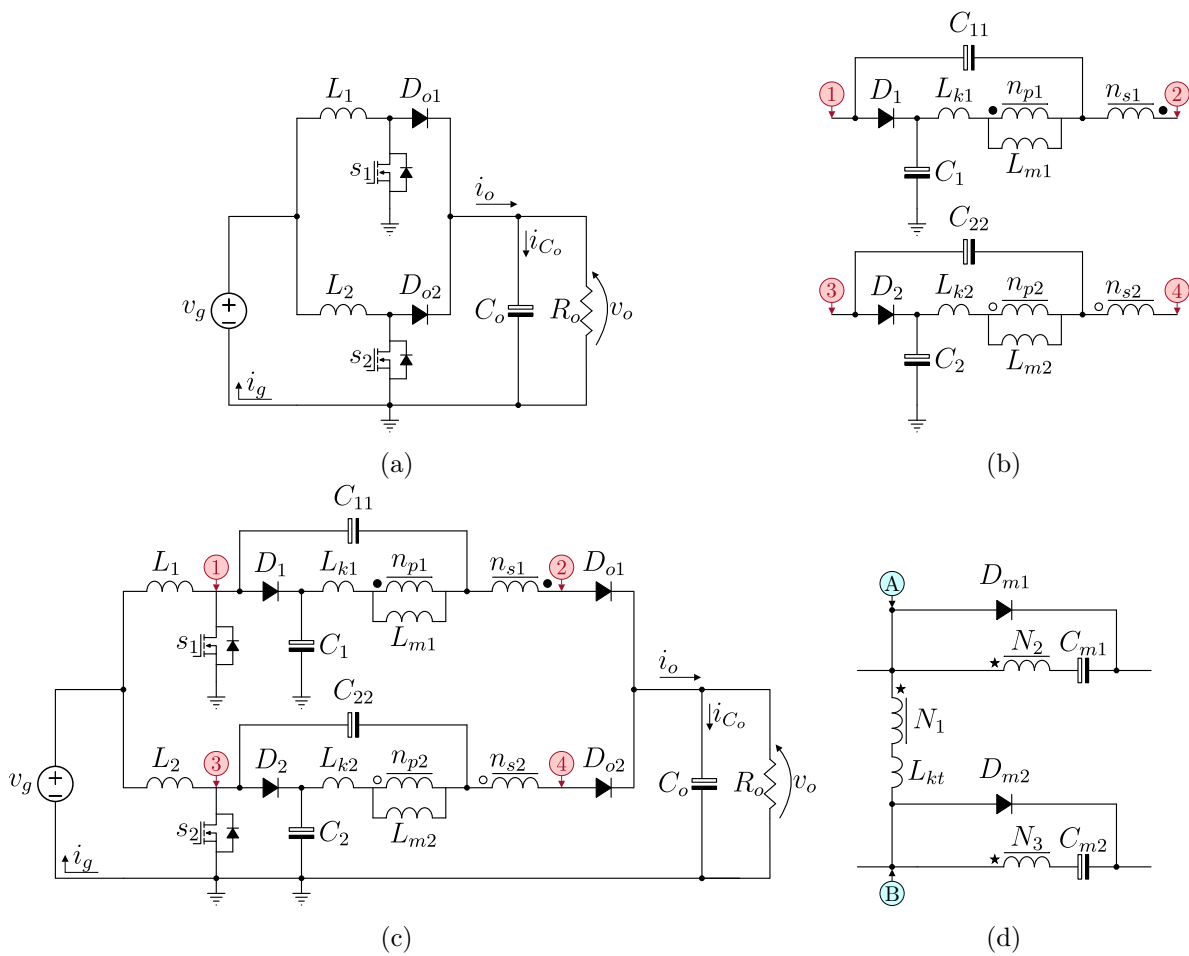 L1 Do1
s1
io
iCo
L2 Do2
vg Co Ro vo
s2
ig
(a)
C11
1 D1 Lk1 np1 ns1 2
Lm1
C1
C22
3 D2 Lk2 np2 ns2 4
Lm2
C2
(b)
C11
L1 1 D1 Lk1 np1 ns1 2 Do1
Lm1
s1 C1
io
C22
iCo
L2 3 D2 Lk2 np2 ns2 4 Do2
vg Co Ro vo
Lm2
s2 C2
ig
(c)
A Dm1
N2 Cm1
N1
Lkt
Dm2
N3 Cm2
B
(d)